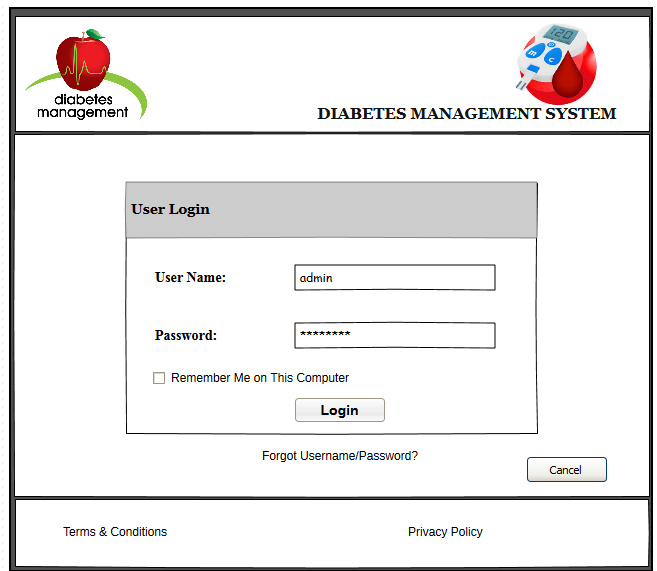 diabetes
management
120
m
c
DIABETES MANAGEMENT SYSTEM
User Login
User Name:
admin
Password:
********
Remember Me on This Computer
Login
Forgot Username/Password?
Cancel
Terms & Conditions
Privacy Policy